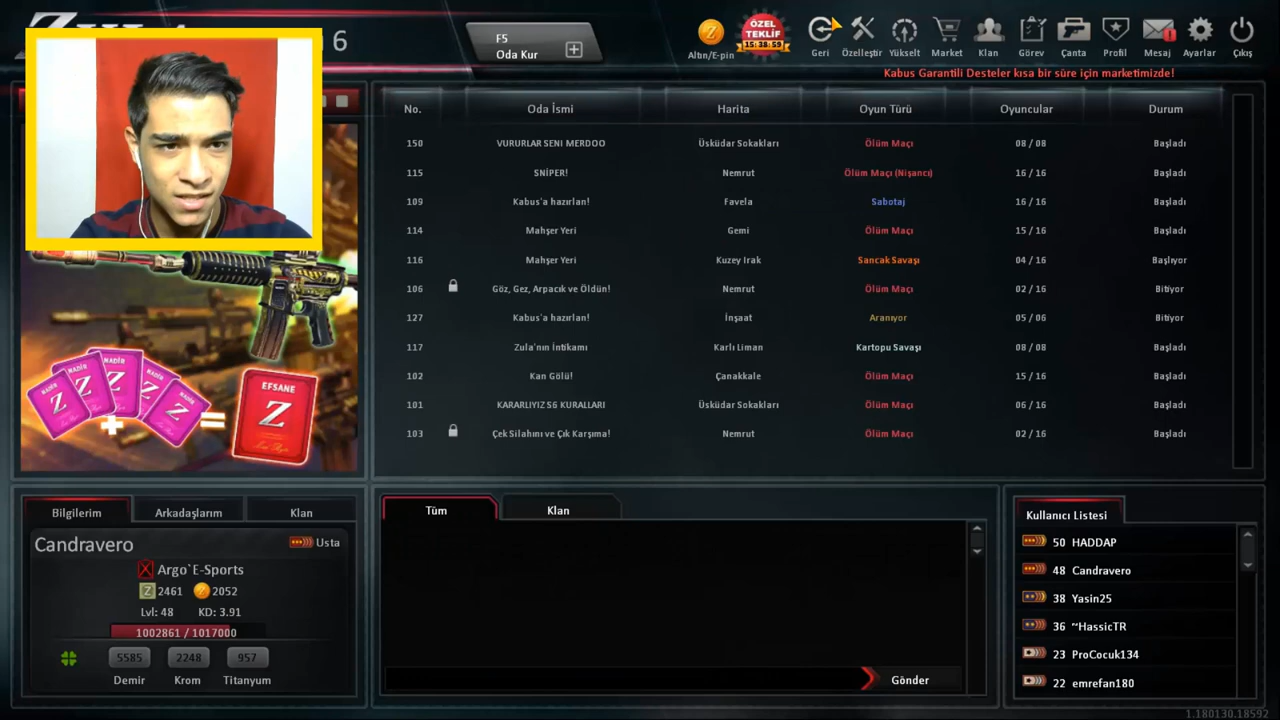 6
F5
Oda Kur
Altın/E-pin
ÖZEL
TEKLİF
15:38:59
Geri
Özelleştir
Yükselt
Market
Klan
Görev
Çanta
Profil
Mesaj
Ayarlar
Çıkış
Kabus Garantili Desteler kısa bir süre için marketimizde!
No. Oda İsmi Harita Oyun Türü Oyuncular Durum
150 VURURLAR SENI MERDOO Üsküdar Sokakları Ölüm Maçı 08 / 08 Başladı
115 SNİPER! Nemrut Ölüm Maçı (Nişancı) 16 / 16 Başladı
109 Kabus'a hazırlan! Favela Sabotaj 16 / 16 Başladı
114 Mahşer Yeri Gemi Ölüm Maçı 15 / 16 Başladı
116 Mahşer Yeri Kuzey Irak Sancak Savaşı 04 / 16 Başlıyor
106 Göz, Gez, Arpacık ve Öldün! Nemrut Ölüm Maçı 02 / 16 Bitiyor
127 Kabus'a hazırlan! İnşaat Aranıyor 05 / 06 Bitiyor
117 Zula'nın İntikamı Karlı Liman Kartopu Savaşı 08 / 08 Başladı
102 Kan Gölü! Çanakkale Ölüm Maçı 15 / 16 Başladı
101 KARARLIYIZ S6 KURALLARI Üsküdar Sokakları Ölüm Maçı 06 / 16 Başladı
103 Çek Silahını ve Çık Karşıma! Nemrut Ölüm Maçı 02 / 16 Başladı
NADİR
NADİR
NADİR
Z
Z
Z
Z
Z
+
=
EFSANE
Z
Bilgilerim Arkadaşlarım Klan
Candravero Usta
Argo`E-Sports
Z 2461 Z 2052
Lvl: 48 KD: 3.91
1002861 / 1017000
5585 2248 957
Demir Krom Titanyum
Tüm Klan
Gönder
Kullanıcı Listesi
50 HADDAP
48 Candravero
38 Yasin25
36 ~HassicTR
23 ProCocuk134
22 emrefan180
1.180130.18592